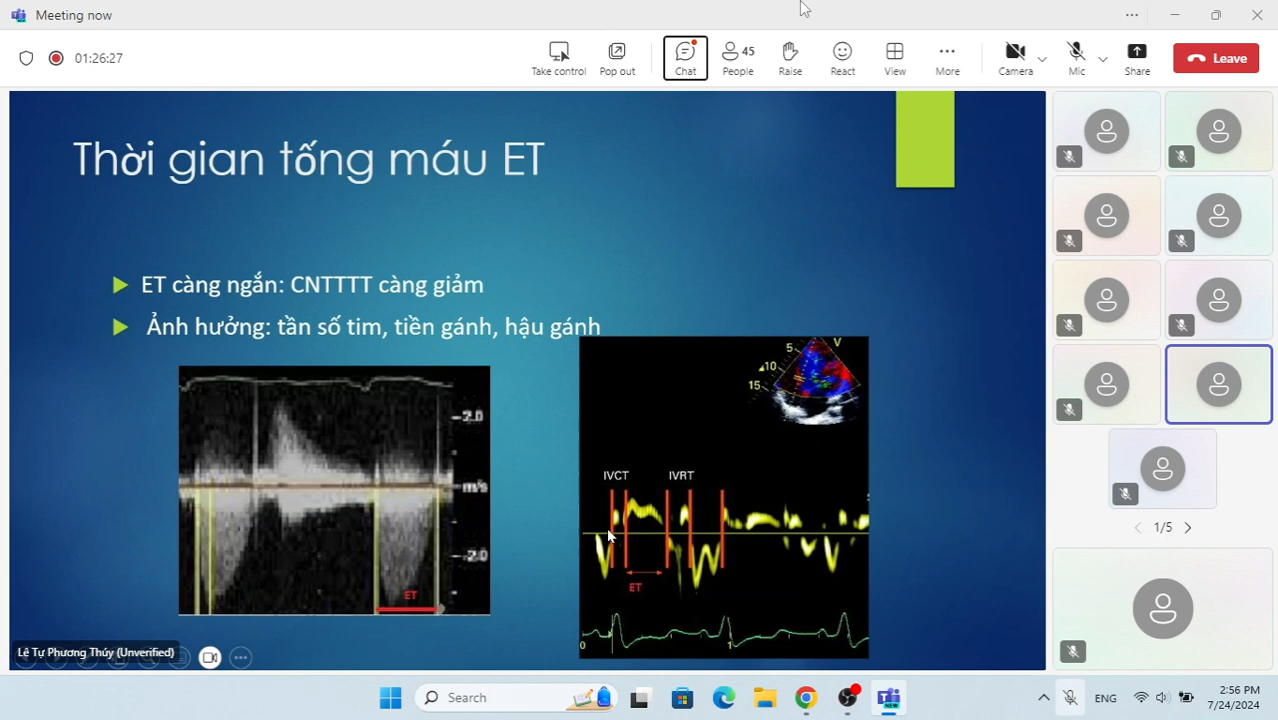 Meeting now
01:26:27
Take control
Pop out
Chat
45
People
Raise
React
View
More
Camera
Mic
Share
Leave
Thời gian tống máu ET
ET càng ngắn: CNTTTT càng giảm
Ảnh hưởng: tần số tim, tiền gánh, hậu gánh
2.0
m/s
-2.0
ET
V
5
10
15
IVCT
IVRT
ET
0
1
Lê Tự Phương Thúy (Unverified)
1/5
Search
NEW
ENG
2:56 PM
7/24/2024